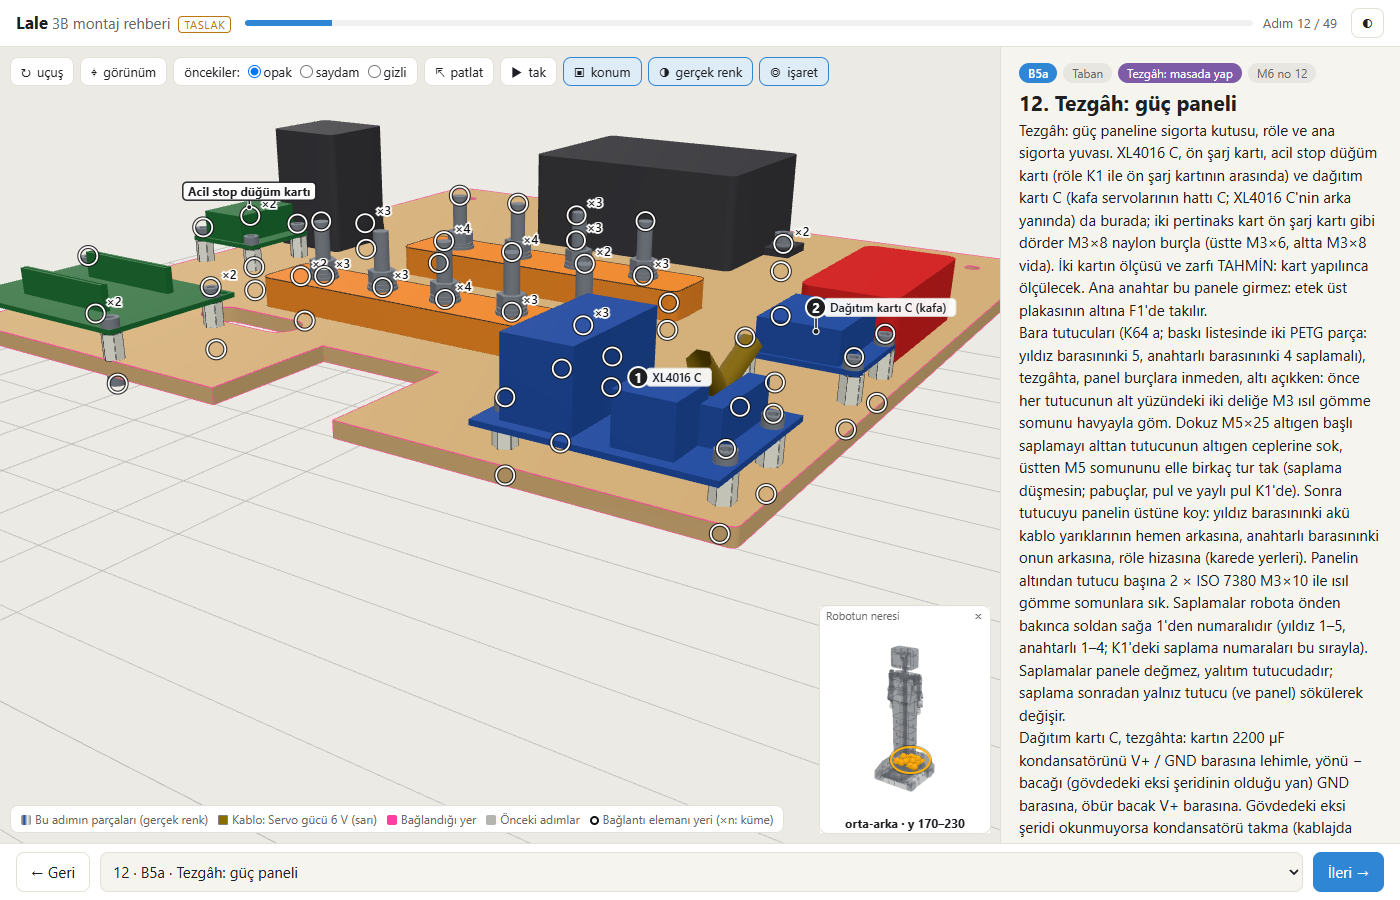 Lale 3B montaj rehberi TASLAK
Adım 12 / 49
↻ uçuş
⌖ görünüm
öncekiler: opak saydam gizli
⇱ patlat
▶ tak
▣ konum
◑ gerçek renk
◎ işaret
Acil stop düğüm kartı
×2
×3
×3
×3
×4
×4
×2
×2
×2
×3
×2
×3
×3
×4
×3
×2
×3
2 Dağıtım kartı C (kafa)
1 XL4016 C
Robotun neresi ×
orta-arka · y 170–230
Bu adımın parçaları (gerçek renk)
Kablo: Servo gücü 6 V (sarı)
Bağlandığı yer
Önceki adımlar
Bağlantı elemanı yeri (×n: küme)
B5a Taban Tezgâh: masada yap M6 no 12
12. Tezgâh: güç paneli
Tezgâh: güç paneline sigorta kutusu, röle ve ana
sigorta yuvası. XL4016 C, ön şarj kartı, acil stop düğüm
kartı (röle K1 ile ön şarj kartının arasında) ve dağıtım
kartı C (kafa servolarının hattı C; XL4016 C'nin arka
yanında) da burada; iki pertinaks kart ön şarj kartı gibi
dörder M3×8 naylon burçla (üstte M3×6, altta M3×8
vida). İki kartın ölçüsü ve zarfı TAHMİN: kart yapılınca
ölçülecek. Ana anahtar bu panele girmez: etek üst
plakasının altına F1'de takılır.
Bara tutucuları (K64 a; baskı listesinde iki PETG parça:
yıldız barasınınki 5, anahtarlı barasınınki 4 saplamalı),
tezgâhta, panel burçlara inmeden, altı açıkken: önce
her tutucunun alt yüzündeki iki deliğe M3 ısıl gömme
somunu havyayla göm. Dokuz M5×25 altıgen başlı
saplamayı alttan tutucunun altıgen ceplerine sok,
üstten M5 somununu elle birkaç tur tak (saplama
düşmesin; pabuçlar, pul ve yaylı pul K1'de). Sonra
tutucuyu panelin üstüne koy: yıldız barasınınki akü
kablo yarıklarının hemen arkasına, anahtarlı barasınınki
onun arkasına, röle hizasına (karede yerleri). Panelin
altından tutucu başına 2 × ISO 7380 M3×10 ile ısıl
gömme somunlara sık. Saplamalar robota önden
bakınca soldan sağa 1'den numaralıdır (yıldız 1–5,
anahtarlı 1–4; K1'deki saplama numaraları bu sırayla).
Saplamalar panele değmez, yalıtım tutucudadır;
saplama sonradan yalnız tutucu (ve panel) sökülerek
değişir.
Dağıtım kartı C, tezgâhta: kartın 2200 µF
kondansatörünü V+ / GND barasına lehimle, yönü −
bacağı (gövdedeki eksi şeridinin olduğu yan) GND
barasına, öbür bacak V+ barasına. Gövdedeki eksi
şeridi okunmuyorsa kondansatörü takma (kablajda
← Geri
12 · B5a · Tezgâh: güç paneli
İleri →